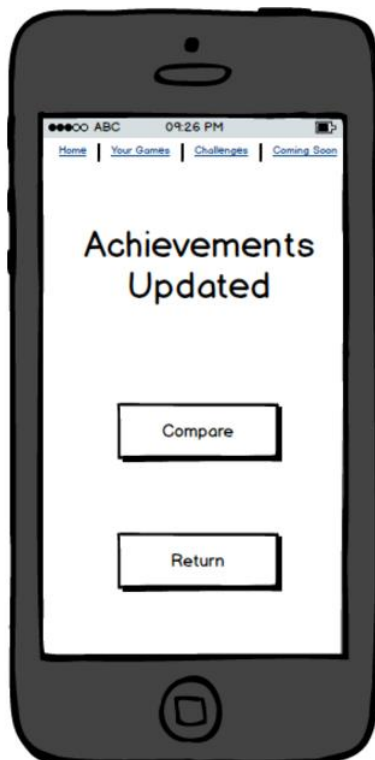 ABC 09:26 PM
Home Your Games Challenges Coming Soon
Achievements
Updated
Compare
Return